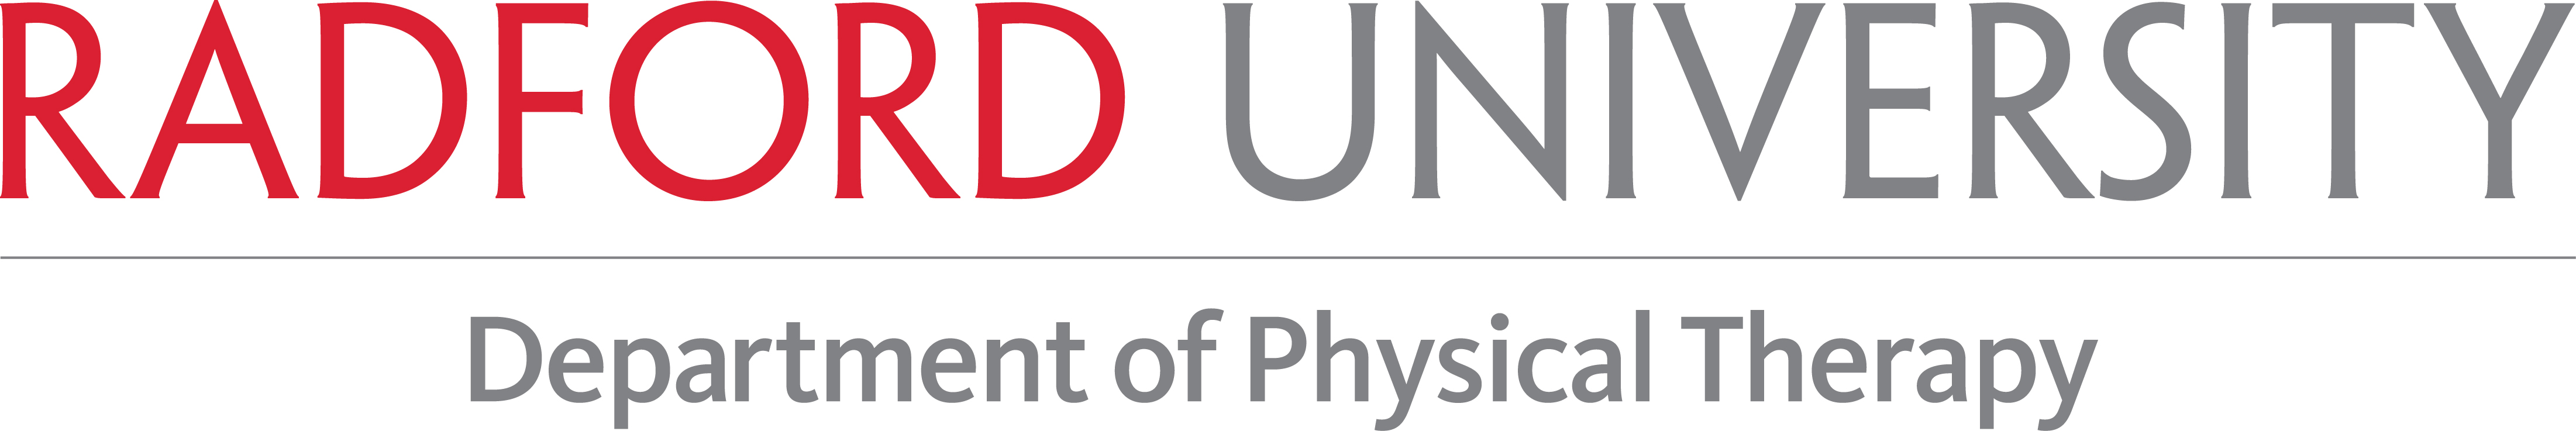 RADFORD UNIVERSITY
Department of Physical Therapy